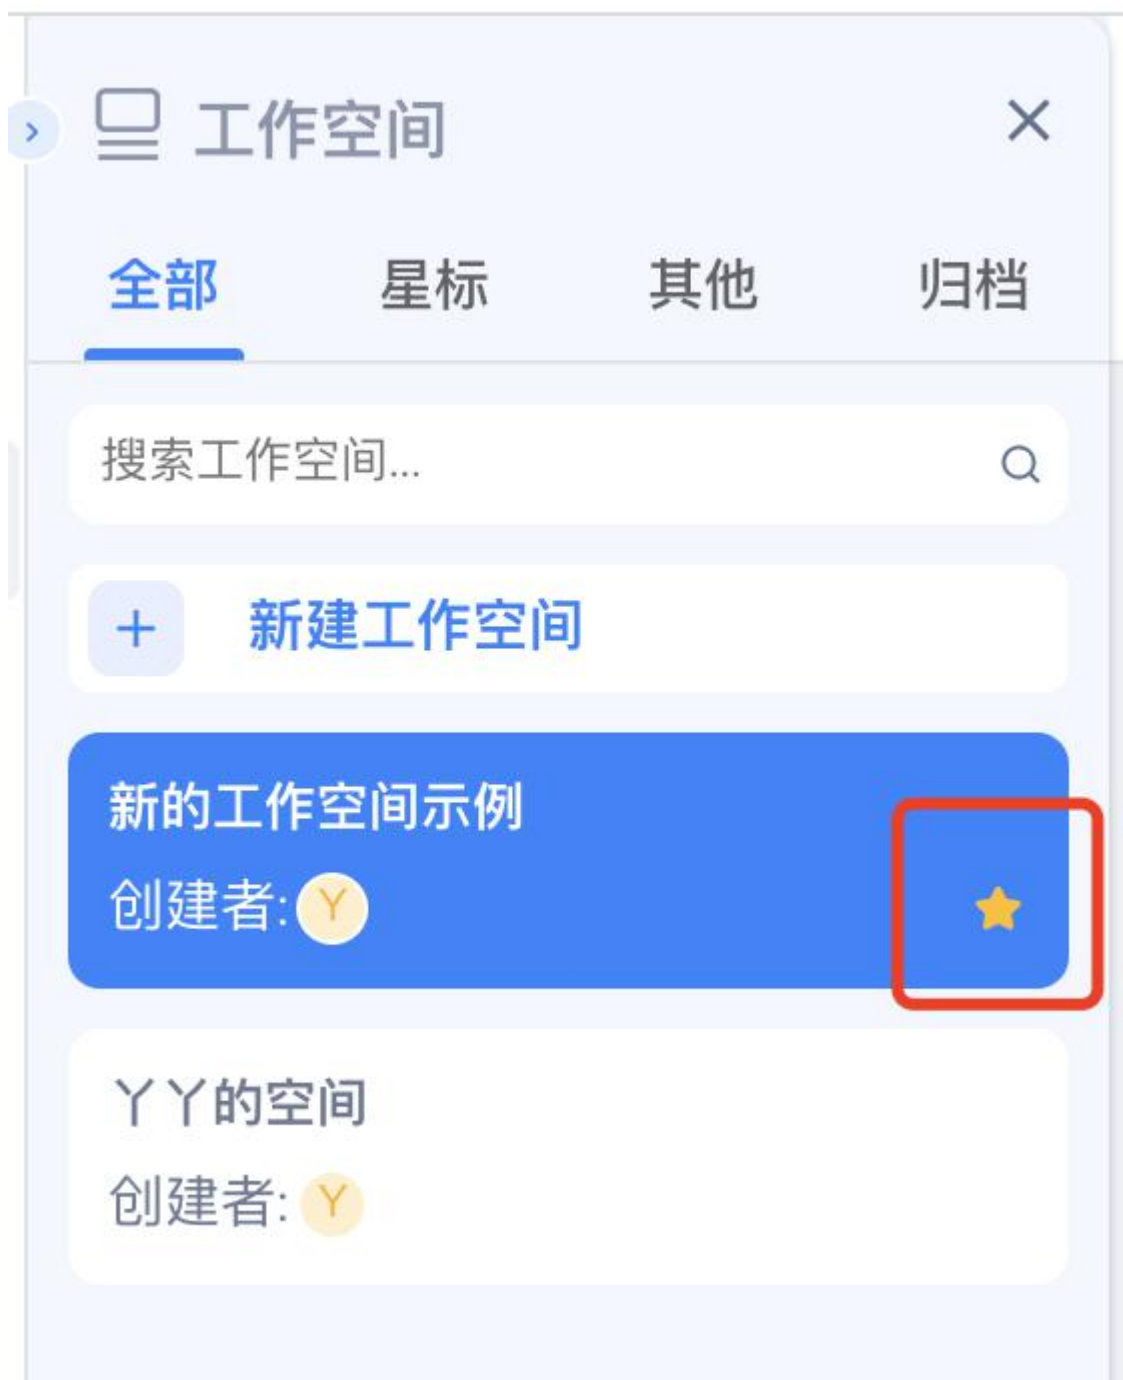 工作空间
全部 星标 其他 归档
搜索工作空间...
新建工作空间
新的工作空间示例
创建者: Y
丫丫的空间
创建者: Y